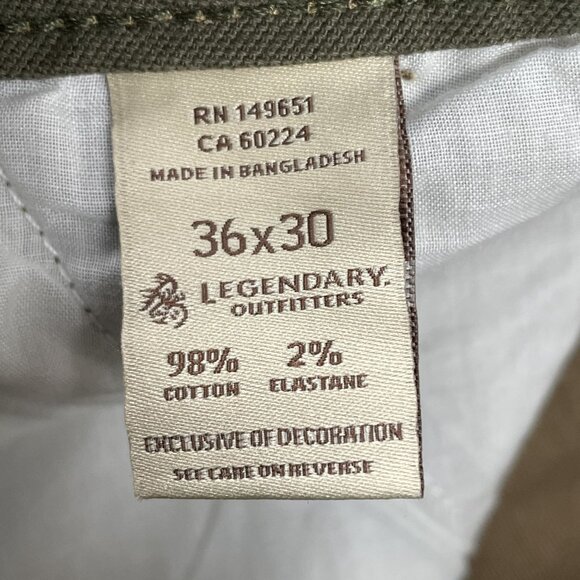 RN 149651
CA 60224
MADE IN BANGLADESH
36x30
LEGENDARY.
OUTFITTERS
98% 2%
COTTON ELASTANE
EXCLUSIVE OF DECORATION
SEE CARE ON REVERSE